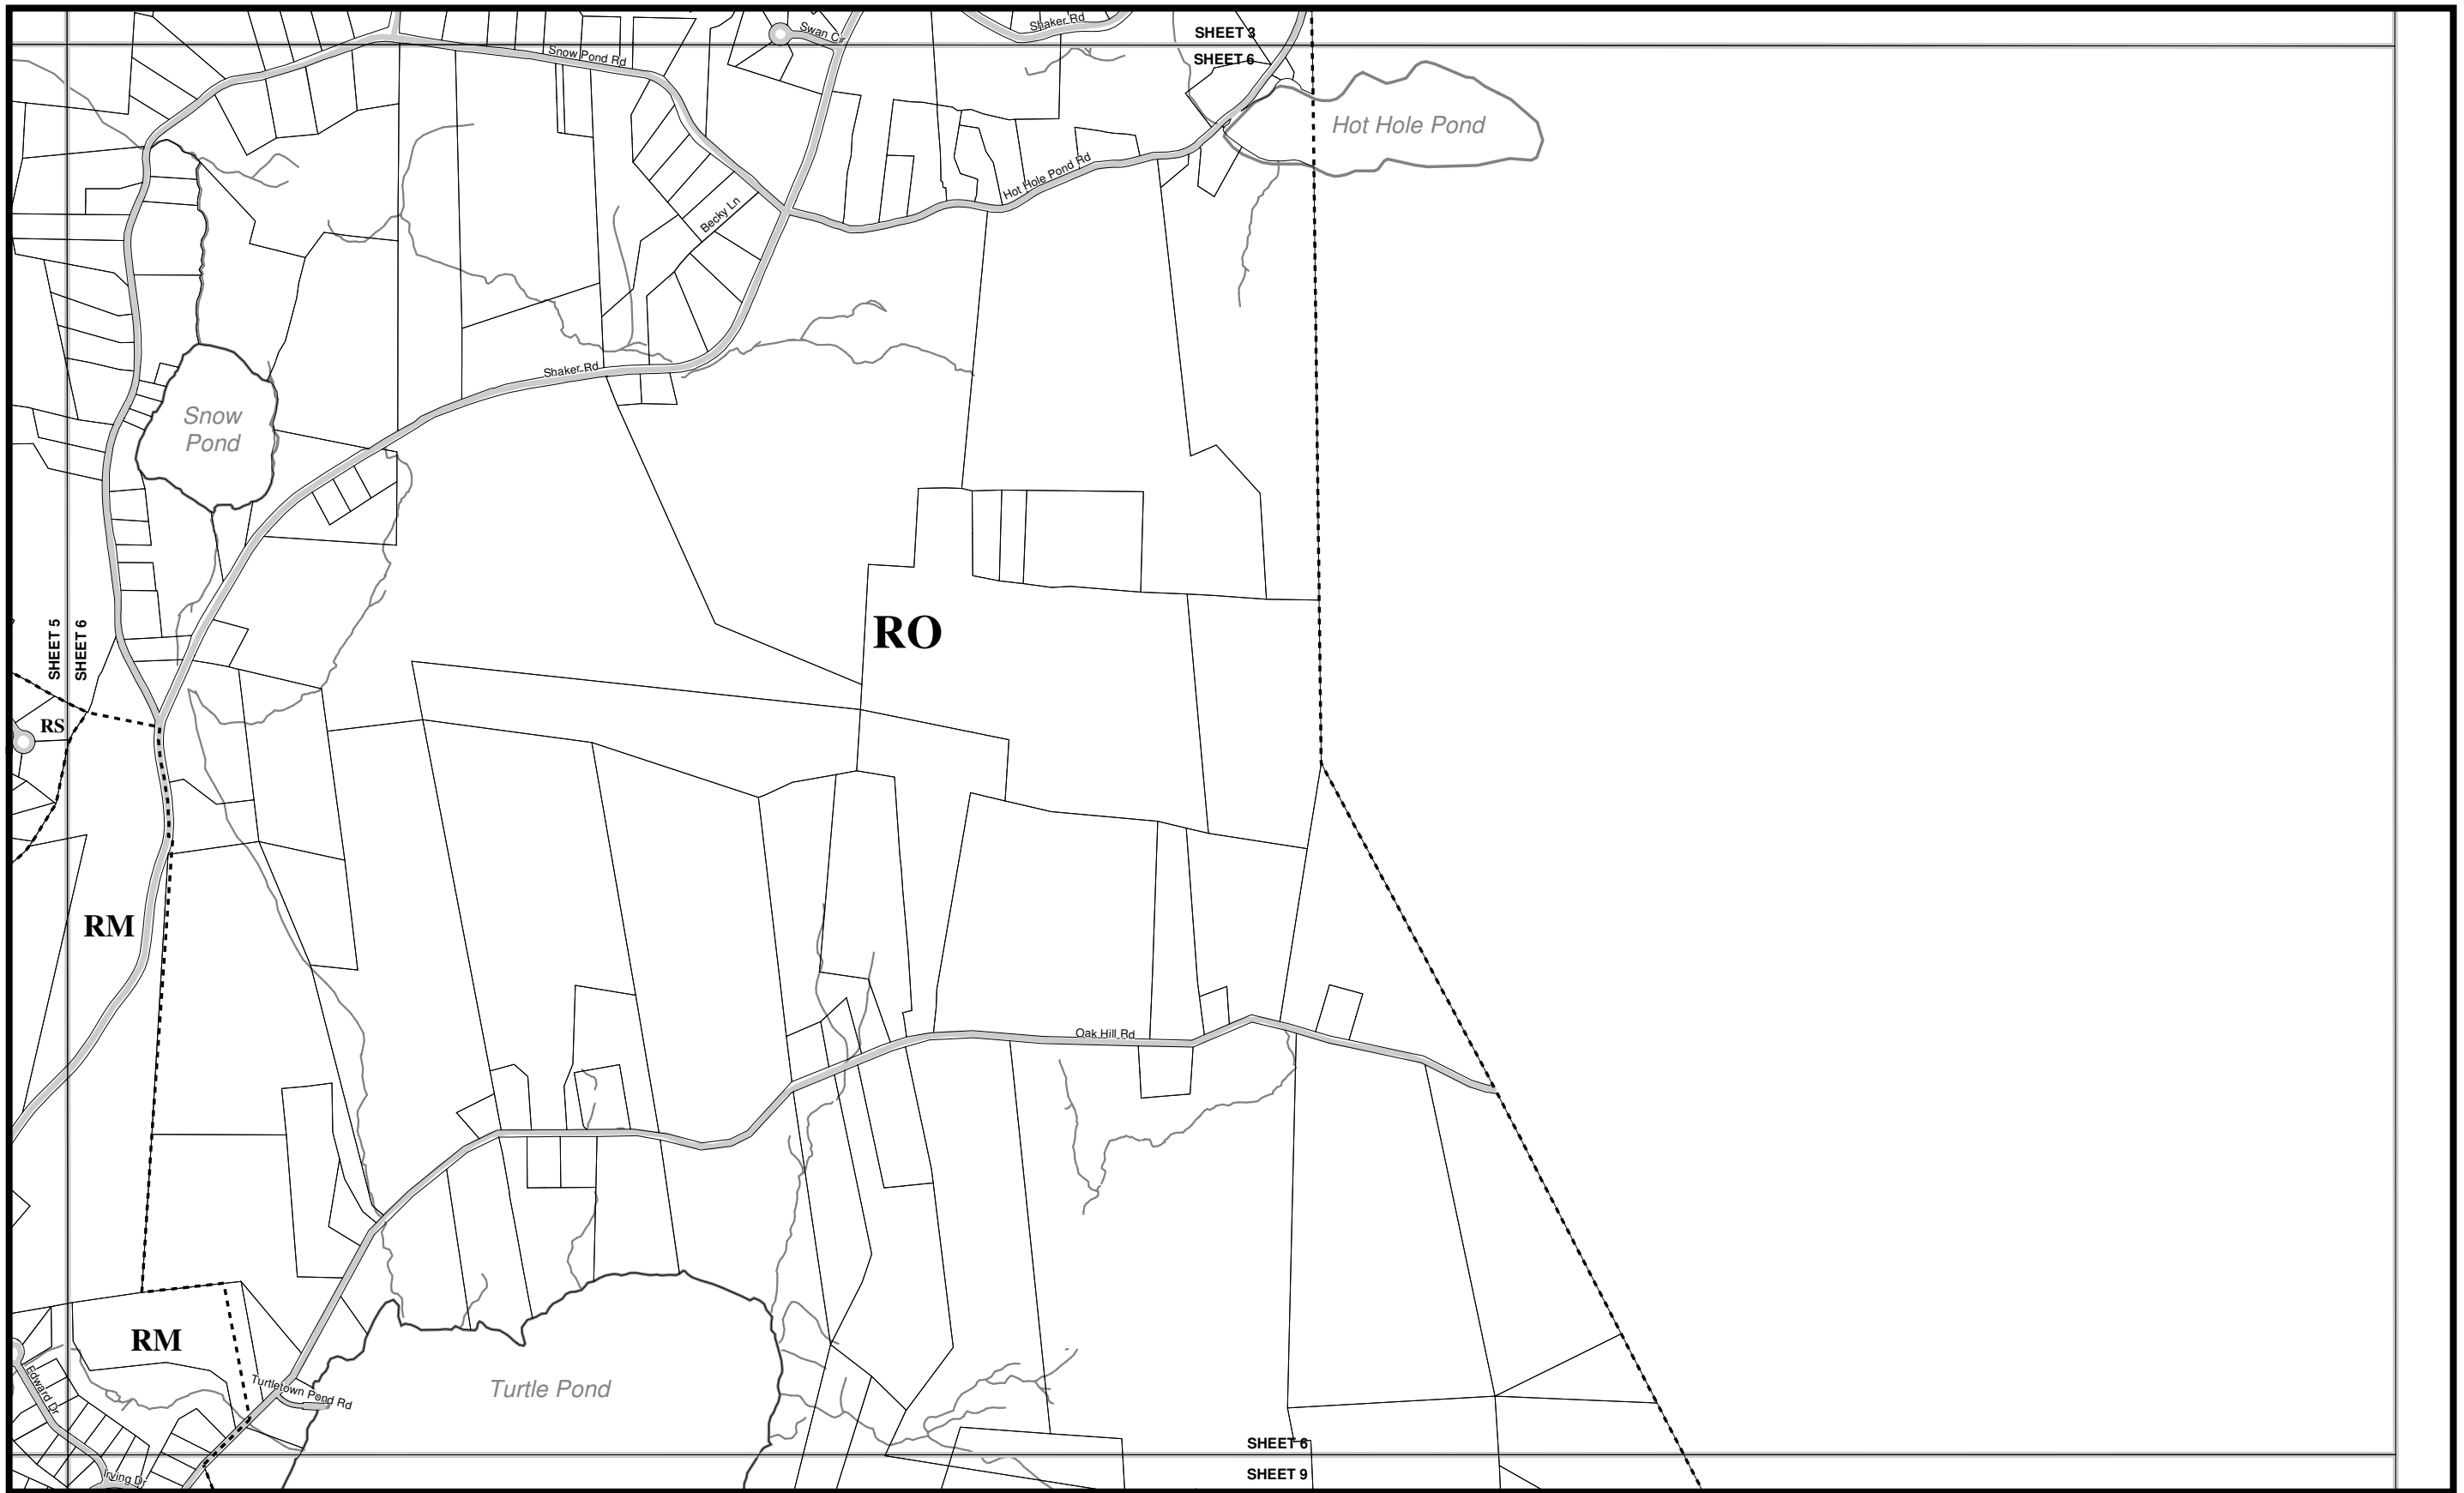 Shaker Rd
Swan Cir
SHEET 3
Snow Pond Rd
SHEET 6
Hot Hole Pond
Hot Hole Pond Rd
Becky Ln
Shaker Rd
Snow
Pond
SHEET 5
SHEET 6
RO
RS
RM
Oak Hill Rd
RM
Turtletown Pond Rd
Turtle Pond
Edward Dr
SHEET 6
Irving Dr
SHEET 9